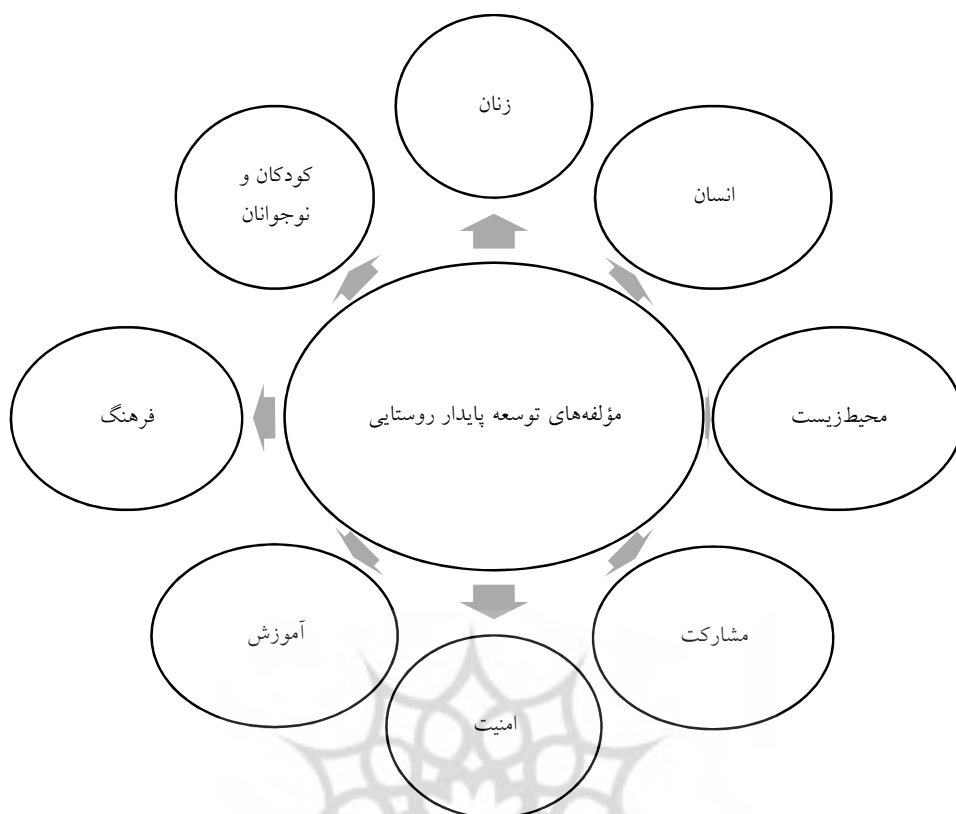 زنان
کودکان و
نوجوانان
انسان
مؤلفه‌های توسعه پایدار روستایی
محیط‌زیست
فرهنگ
آموزش
مشارکت
امنیت